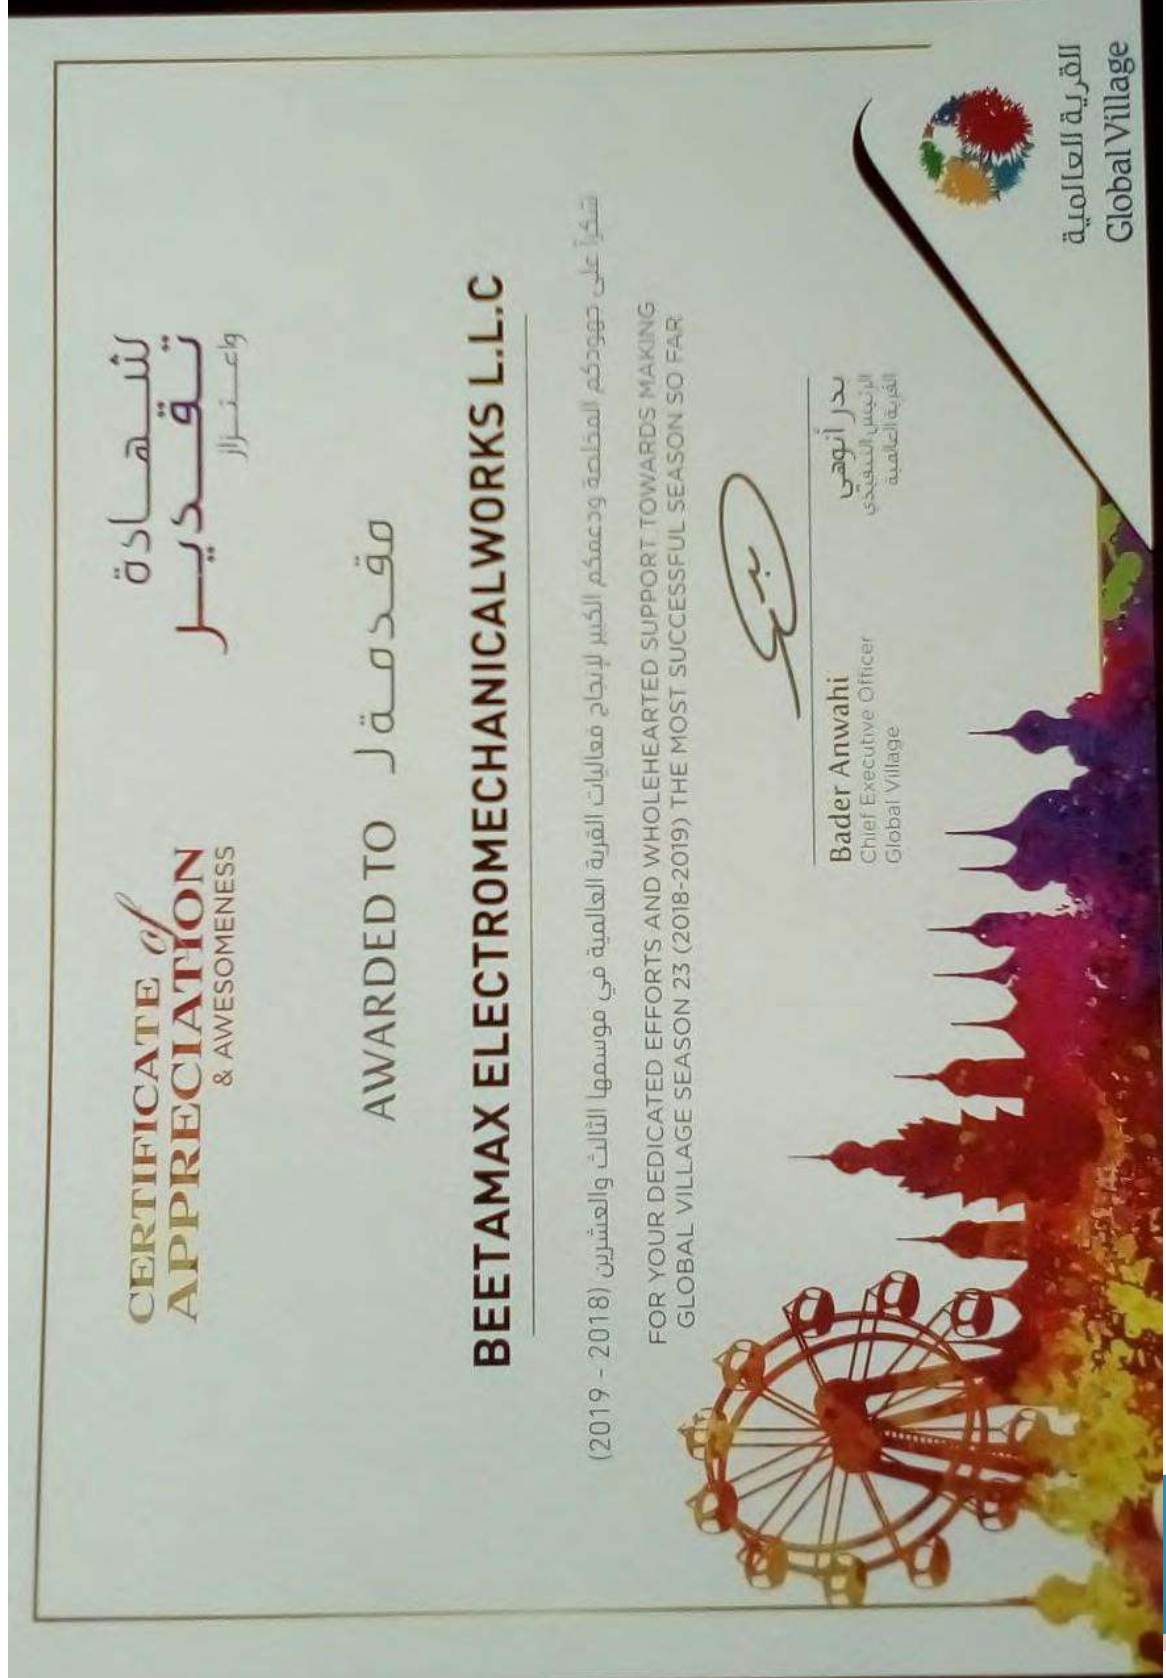 CERTIFICATE of
APPRECIATION
& AWESOMENESS
شهادة
تقدير
واعتزاز
AWARDED TO مقدمة لـ
BEETAMAX ELECTROMECHANICALWORKS L.L.C
شكراً على جهودكم المخلصة ودعمكم الكبير لإنجاح فعاليات القرية العالمية في موسمها الثالث والعشرين (2018 - 2019)
FOR YOUR DEDICATED EFFORTS AND WHOLEHEARTED SUPPORT TOWARDS MAKING
GLOBAL VILLAGE SEASON 23 (2018-2019) THE MOST SUCCESSFUL SEASON SO FAR
Bader Anwahi
Chief Executive Officer
Global Village
بدر أنوهي
الرئيس التنفيذي
القرية العالمية
القرية العالمية
Global Village